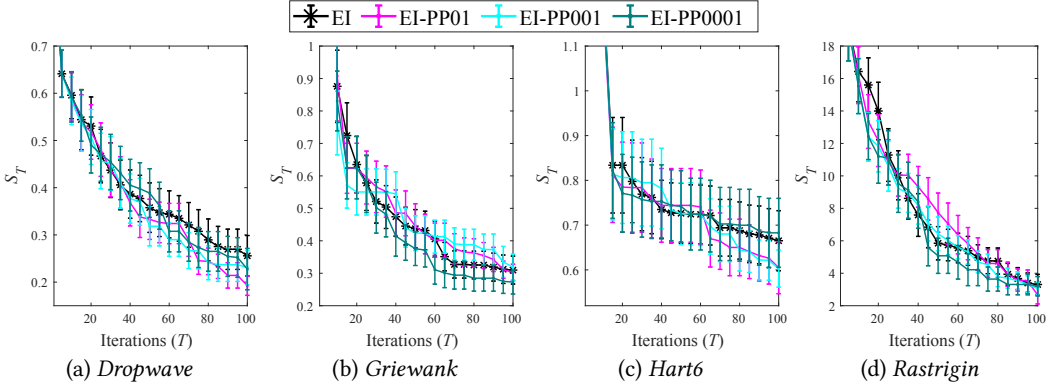 EI EI-PP01 EI-PP001 EI-PP0001
0.7
0.6
0.5
0.4
0.3
0.2
S_T
20 40 60 80 100
Iterations (T)
(a) Dropwave
1
0.9
0.8
0.7
0.6
0.5
0.4
0.3
0.2
S_T
20 40 60 80 100
Iterations (T)
(b) Griewank
1.1
1
0.9
0.8
0.7
0.6
S_T
20 40 60 80 100
Iterations (T)
(c) Hart6
18
16
14
12
10
8
6
4
2
S_T
20 40 60 80 100
Iterations (T)
(d) Rastrigin